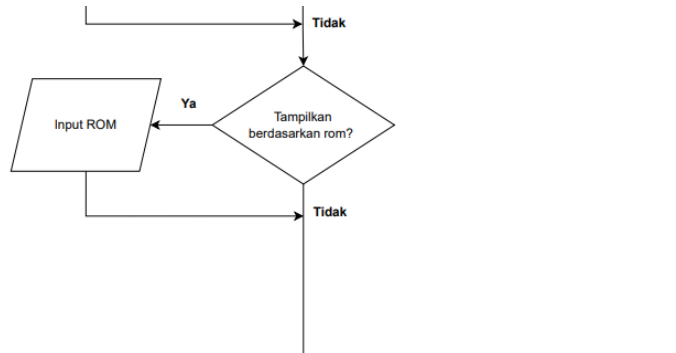 Tidak
Ya
Input ROM
Tampilkan
berdasarkan rom?
Tidak